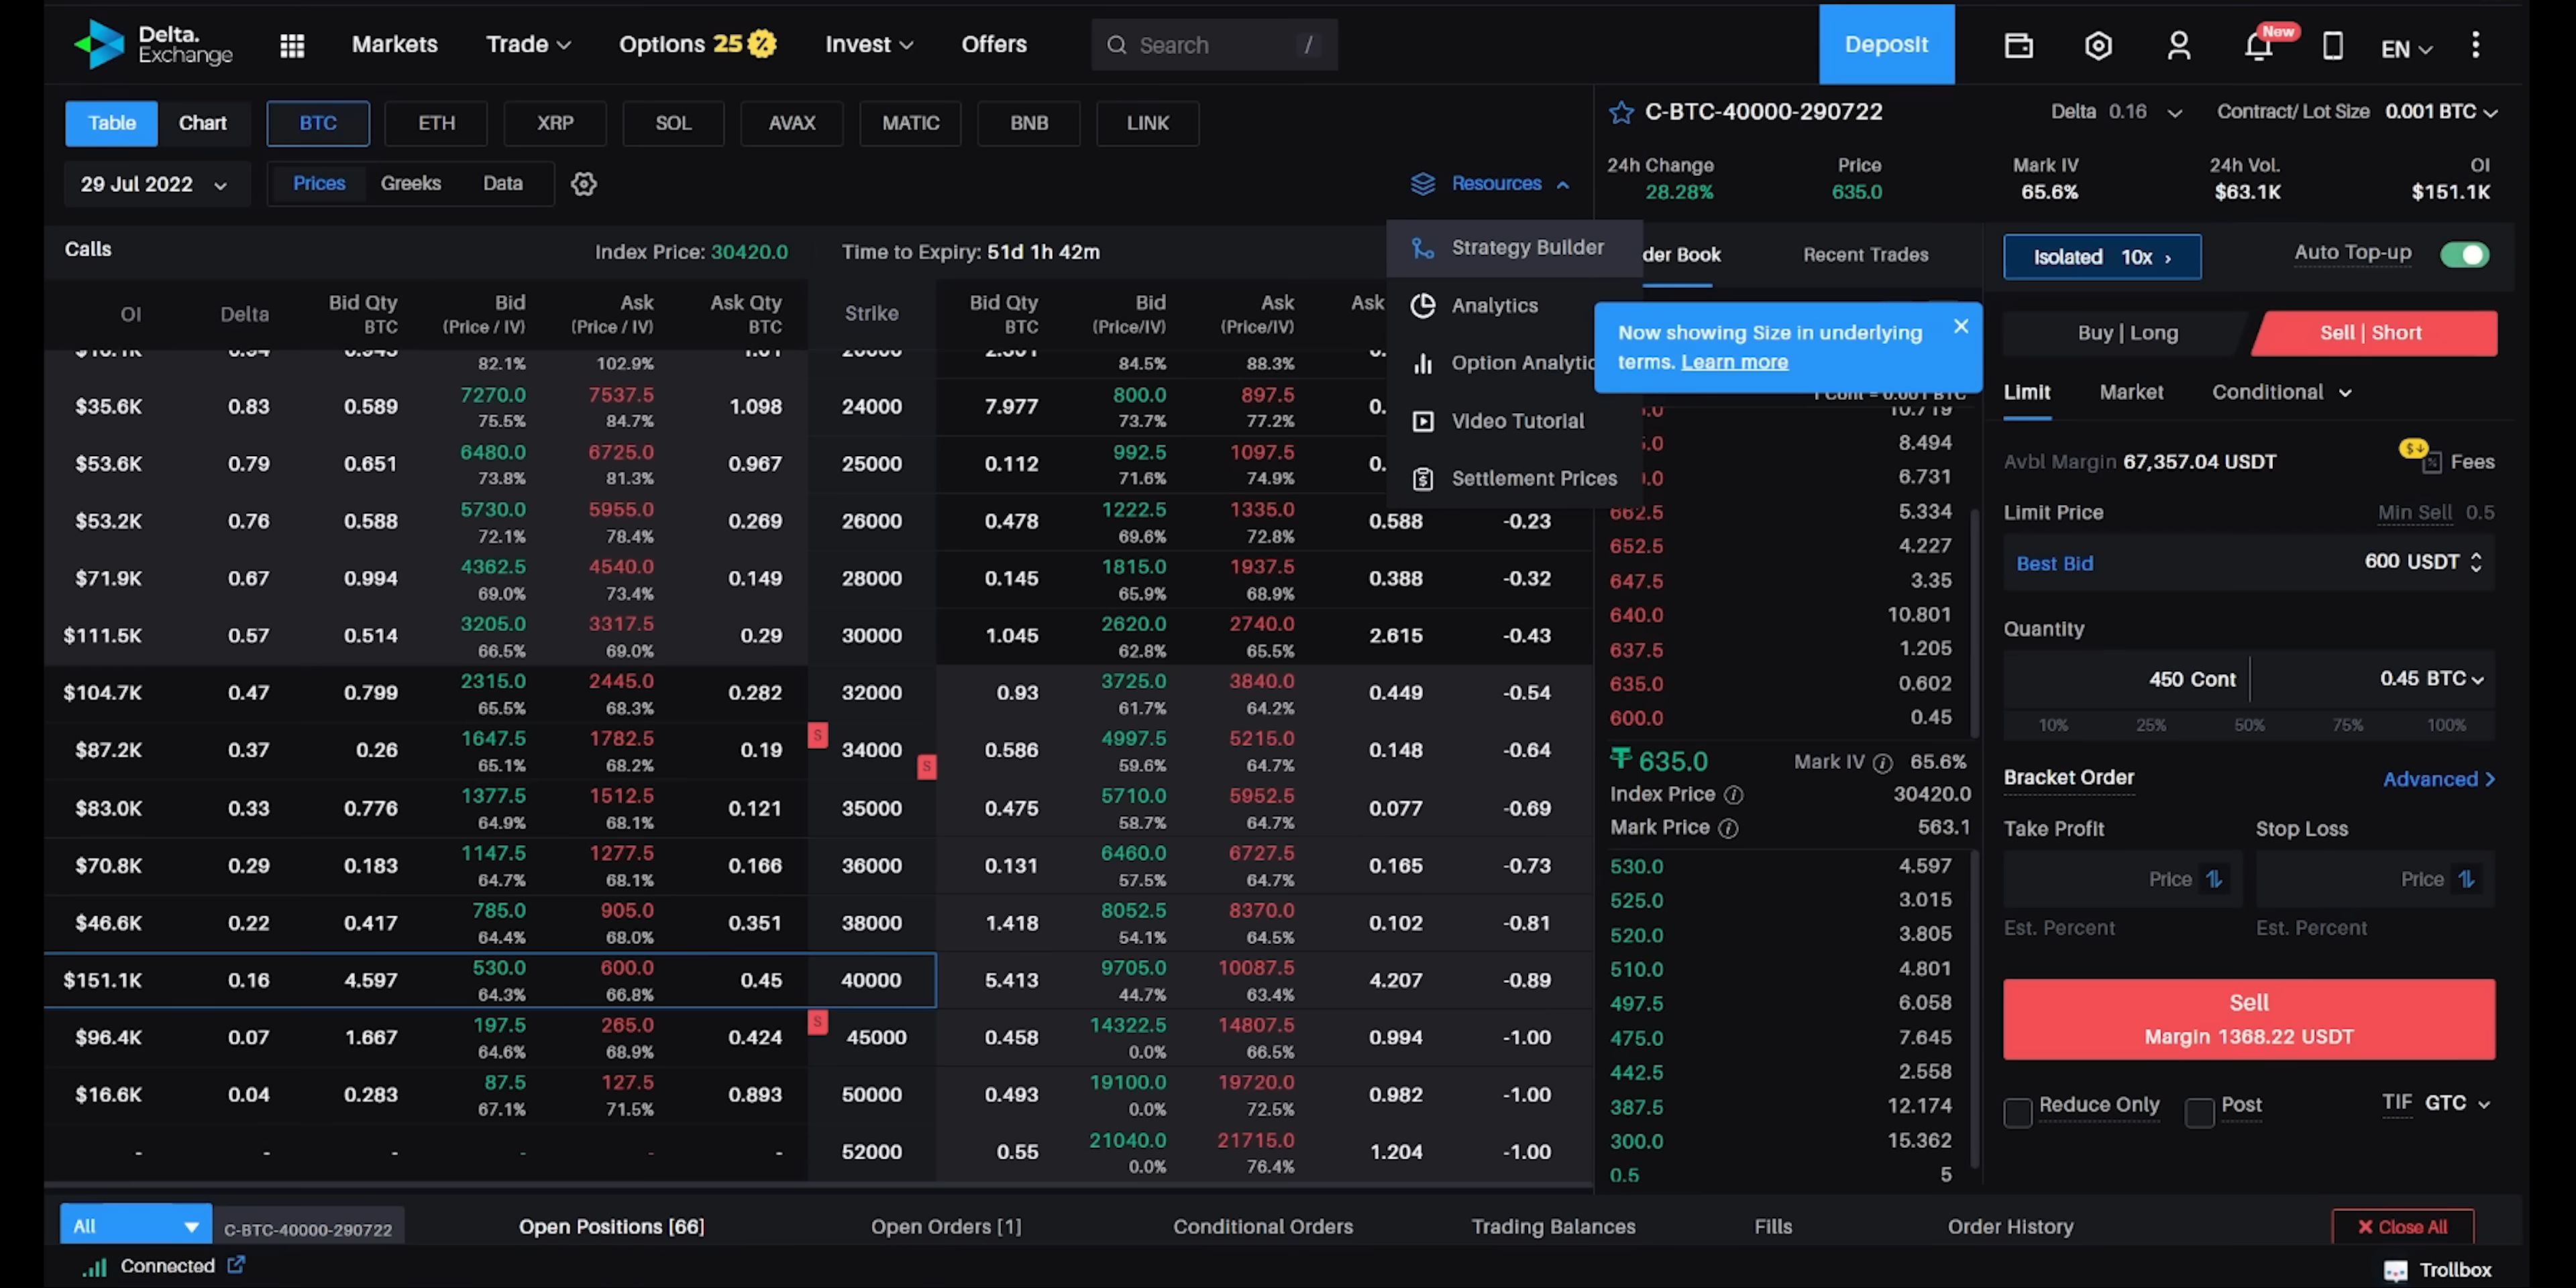 Delta. Exchange Markets Trade Options 25 Invest Offers Search / Deposit New EN
Table Chart BTC ETH XRP SOL AVAX MATIC BNB LINK
29 Jul 2022 Prices Greeks Data Resources
Strategy Builder
Analytics
Option Analytic
Video Tutorial
Settlement Prices
Calls Index Price: 30420.0 Time to Expiry: 51d 1h 42m
OI Delta Bid Qty BTC Bid (Price / IV) Ask (Price / IV) Ask Qty BTC Strike Bid Qty BTC Bid (Price/IV) Ask (Price/IV) Ask
82.1% 102.9% 84.5% 88.3%
$35.6K 0.83 0.589 7270.0 7537.5 1.098 24000 7.977 800.0 897.5 0.
75.5% 84.7% 73.7% 77.2%
$53.6K 0.79 0.651 6480.0 6725.0 0.967 25000 0.112 992.5 1097.5 0.
73.8% 81.3% 71.6% 74.9%
$53.2K 0.76 0.588 5730.0 5955.0 0.269 26000 0.478 1222.5 1335.0 0.588 -0.23
72.1% 78.4% 69.6% 72.8%
$71.9K 0.67 0.994 4362.5 4540.0 0.149 28000 0.145 1815.0 1937.5 0.388 -0.32
69.0% 73.4% 65.9% 68.9%
$111.5K 0.57 0.514 3205.0 3317.5 0.29 30000 1.045 2620.0 2740.0 2.615 -0.43
66.5% 69.0% 62.8% 65.5%
$104.7K 0.47 0.799 2315.0 2445.0 0.282 32000 0.93 3725.0 3840.0 0.449 -0.54
65.5% 68.3% 61.7% 64.2%
$87.2K 0.37 0.26 1647.5 1782.5 0.19 S 34000 S 0.586 4997.5 5215.0 0.148 -0.64
65.1% 68.2% 59.6% 64.7%
$83.0K 0.33 0.776 1377.5 1512.5 0.121 35000 0.475 5710.0 5952.5 0.077 -0.69
64.9% 68.1% 58.7% 64.7%
$70.8K 0.29 0.183 1147.5 1277.5 0.166 36000 0.131 6460.0 6727.5 0.165 -0.73
64.7% 68.1% 57.5% 64.7%
$46.6K 0.22 0.417 785.0 905.0 0.351 38000 1.418 8052.5 8370.0 0.102 -0.81
64.4% 68.0% 54.1% 64.5%
$151.1K 0.16 4.597 530.0 600.0 0.45 40000 5.413 9705.0 10087.5 4.207 -0.89
64.3% 66.8% 44.7% 63.4%
$96.4K 0.07 1.667 197.5 265.0 0.424 S 45000 0.458 14322.5 14807.5 0.994 -1.00
64.6% 68.9% 0.0% 66.5%
$16.6K 0.04 0.283 87.5 127.5 0.893 50000 0.493 19100.0 19720.0 0.982 -1.00
67.1% 71.5% 0.0% 72.5%
- - - - - - 52000 0.55 21040.0 21715.0 1.204 -1.00
0.0% 76.4%
C-BTC-40000-290722 Delta 0.16 Contract/ Lot Size 0.001 BTC
24h Change Price Mark IV 24h Vol. OI
28.28% 635.0 65.6% $63.1K $151.1K
der Book Recent Trades
Now showing Size in underlying
terms. Learn more
1 Cont = 0.001 BTC
10.719
8.494
6.731
662.5 5.334
652.5 4.227
647.5 3.35
640.0 10.801
637.5 1.205
635.0 0.602
600.0 0.45
635.0 Mark IV 65.6%
Index Price 30420.0
Mark Price 563.1
530.0 4.597
525.0 3.015
520.0 3.805
510.0 4.801
497.5 6.058
475.0 7.645
442.5 2.558
387.5 12.174
300.0 15.362
0.5 5
Isolated 10x Auto Top-up
Buy | Long Sell | Short
Limit Market Conditional
Avbl Margin 67,357.04 USDT Fees
Limit Price Min Sell 0.5
Best Bid 600 USDT
Quantity
450 Cont 0.45 BTC
10% 25% 50% 75% 100%
Bracket Order Advanced
Take Profit Stop Loss
Price Price
Est. Percent Est. Percent
Sell
Margin 1368.22 USDT
Reduce Only Post TIF GTC
All C-BTC-40000-290722 Open Positions [66] Open Orders [1] Conditional Orders Trading Balances Fills Order History Close All
Connected Trollbox